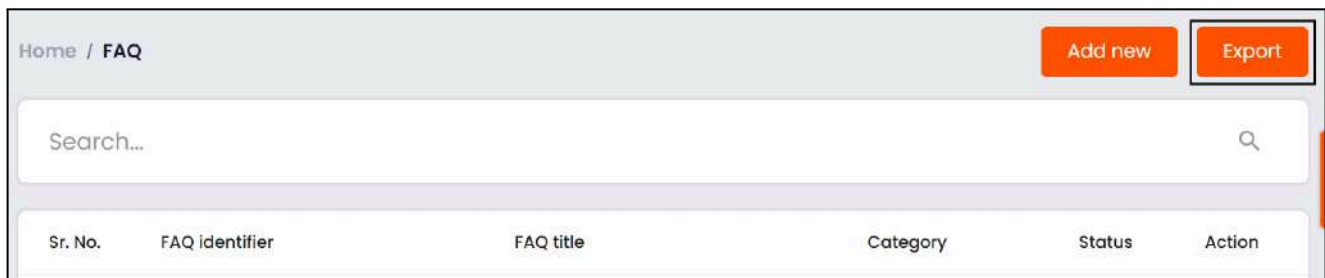 Home / FAQ Add new Export
Search...
Sr. No. FAQ identifier FAQ title Category Status Action